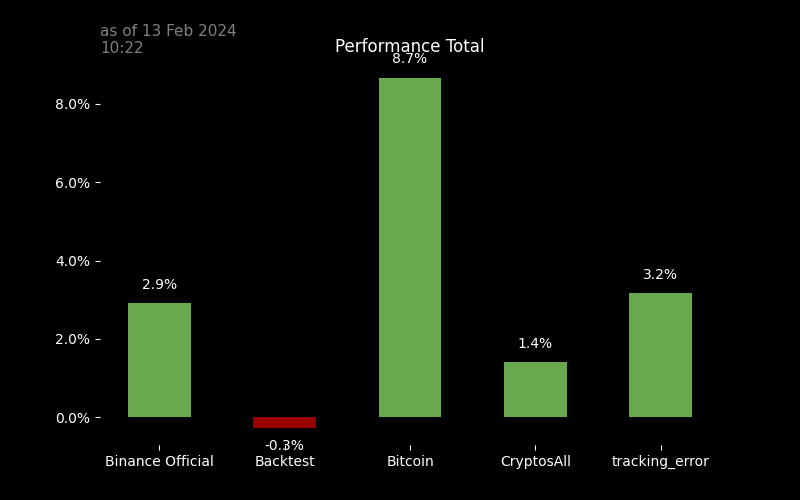 as of 13 Feb 2024
10:22
Performance Total
8.7%
8.0%
6.0%
4.0%
2.0%
0.0%
2.9%
-0.3%
1.4%
3.2%
Binance Official
Backtest
Bitcoin
CryptosAll
tracking_error